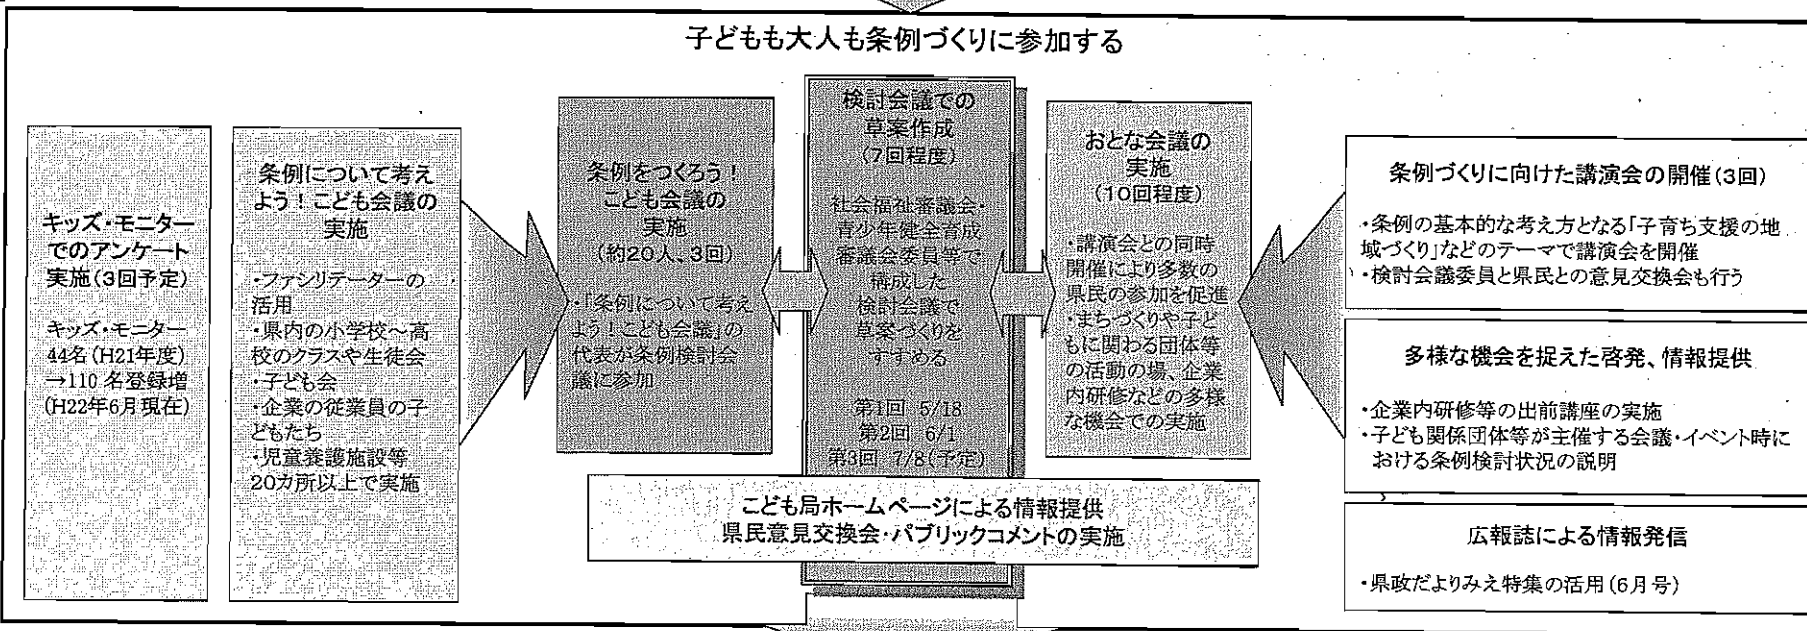 子どもも大人も条例づくりに参加する
キッズ・モニター
でのアンケート
実施(3回予定)
キッズ・モニター
44名(H21年度)
→110 名登録増
(H22年6月現在)
条例について考え
よう！こども会議の
実施
・ファシリテーターの
活用
・県内の小学校～高
校のクラスや生徒会
・子ども会
・企業の従業員の子
どもたち
・児童養護施設等
20カ所以上で実施
条例をつくろう！
こども会議の
実施
(約20人、3回)
・「条例について考え
よう！こども会議」の
代表が条例検討会
議に参加
検討会議での
草案作成
(7回程度)
社会福祉審議会・
青少年健全育成
審議会委員等で
構成した
検討会議で
草案づくりを
すすめる
第1回 5/18
第2回 6/1
第3回 7/8(予定)
おとな会議の
実施
(10回程度)
・講演会との同時
開催により多数の
県民の参加を促進
・まちづくりや子ど
もに関わる団体等
の活動の場、企業
内研修などの多様
な機会での実施
こども局ホームページによる情報提供
県民意見交換会・パブリックコメントの実施
条例づくりに向けた講演会の開催(3回)
・条例の基本的な考え方となる「子育ち支援の地
域づくり」などのテーマで講演会を開催
・検討会議委員と県民との意見交換会も行う
多様な機会を捉えた啓発、情報提供
・企業内研修等の出前講座の実施
・子ども関係団体等が主催する会議・イベント時に
おける条例検討状況の説明
広報誌による情報発信
・県政だよりみえ特集の活用(6月号)